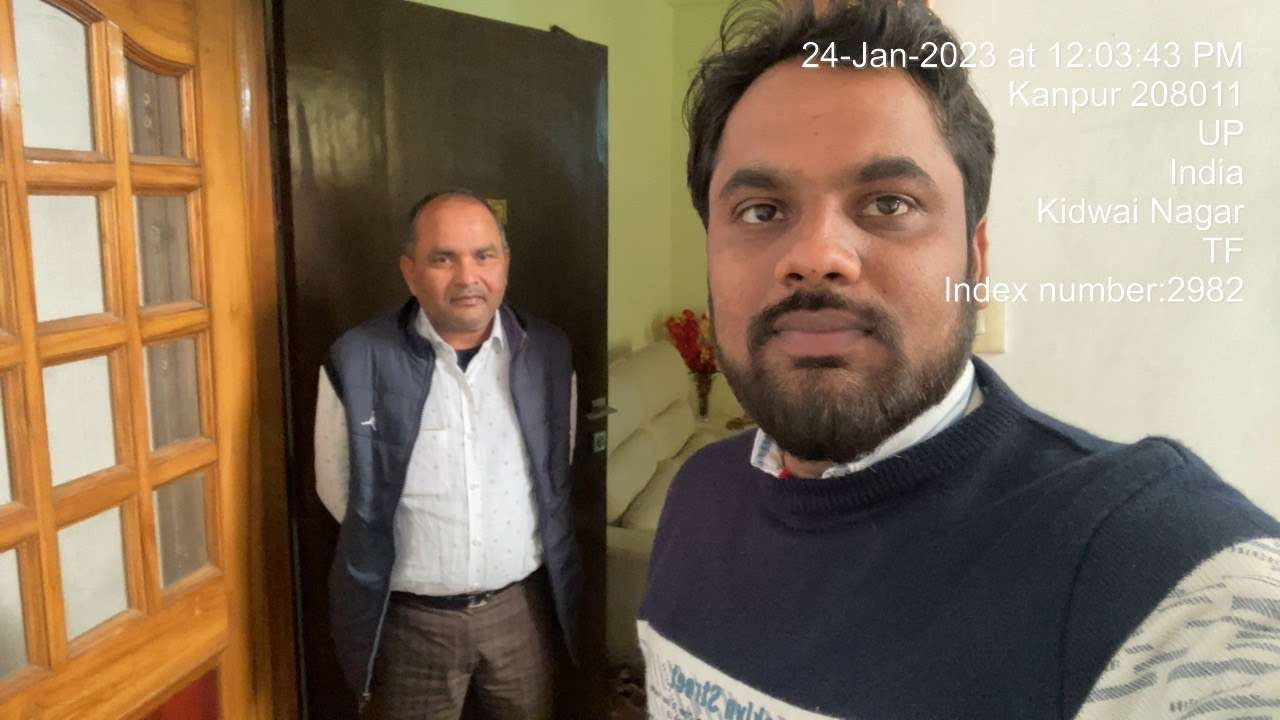 24-Jan-2023 at 12:03:43 PM
Kanpur 208011
UP
India
Kidwai Nagar
TF
Index number:2982